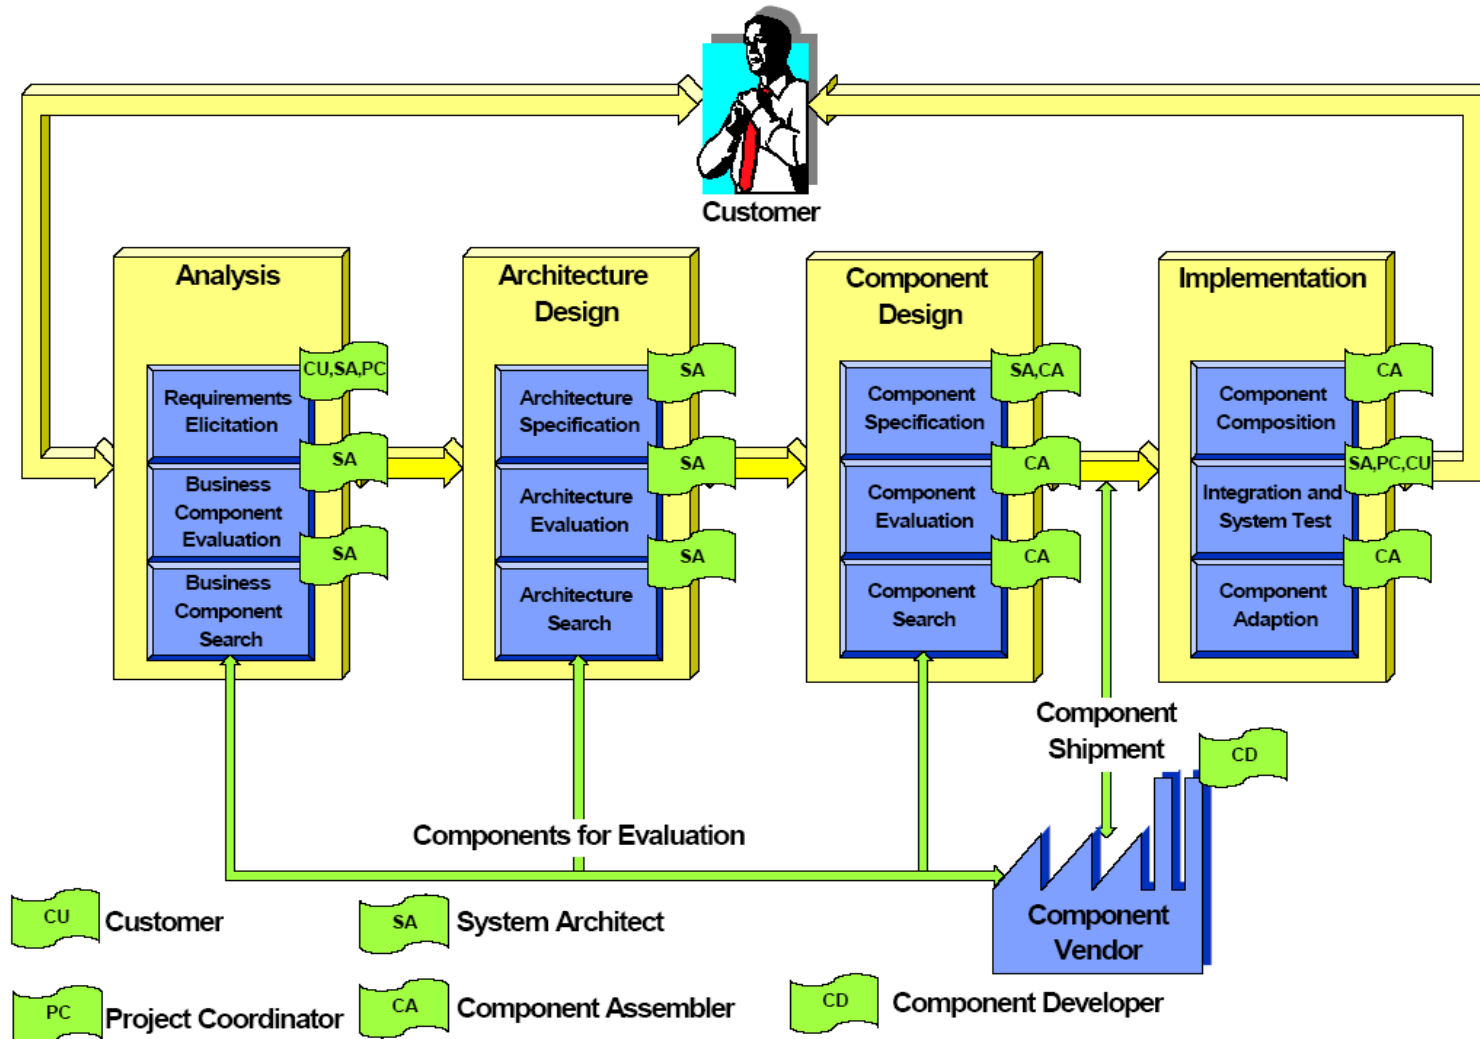 Customer
Analysis
CU,SA,PC
Requirements
Elicitation
SA
Business
Component
Evaluation
SA
Business
Component
Search
Architecture
Design
SA
Architecture
Specification
SA
Architecture
Evaluation
SA
Architecture
Search
Component
Design
SA,CA
Component
Specification
CA
Component
Evaluation
CA
Component
Search
Implementation
CA
Component
Composition
SA,PC,CU
Integration and
System Test
CA
Component
Adaption
Component
Shipment
CD
Components for Evaluation
Component
Vendor
CU Customer
SA System Architect
PC Project Coordinator
CA Component Assembler
CD Component Developer